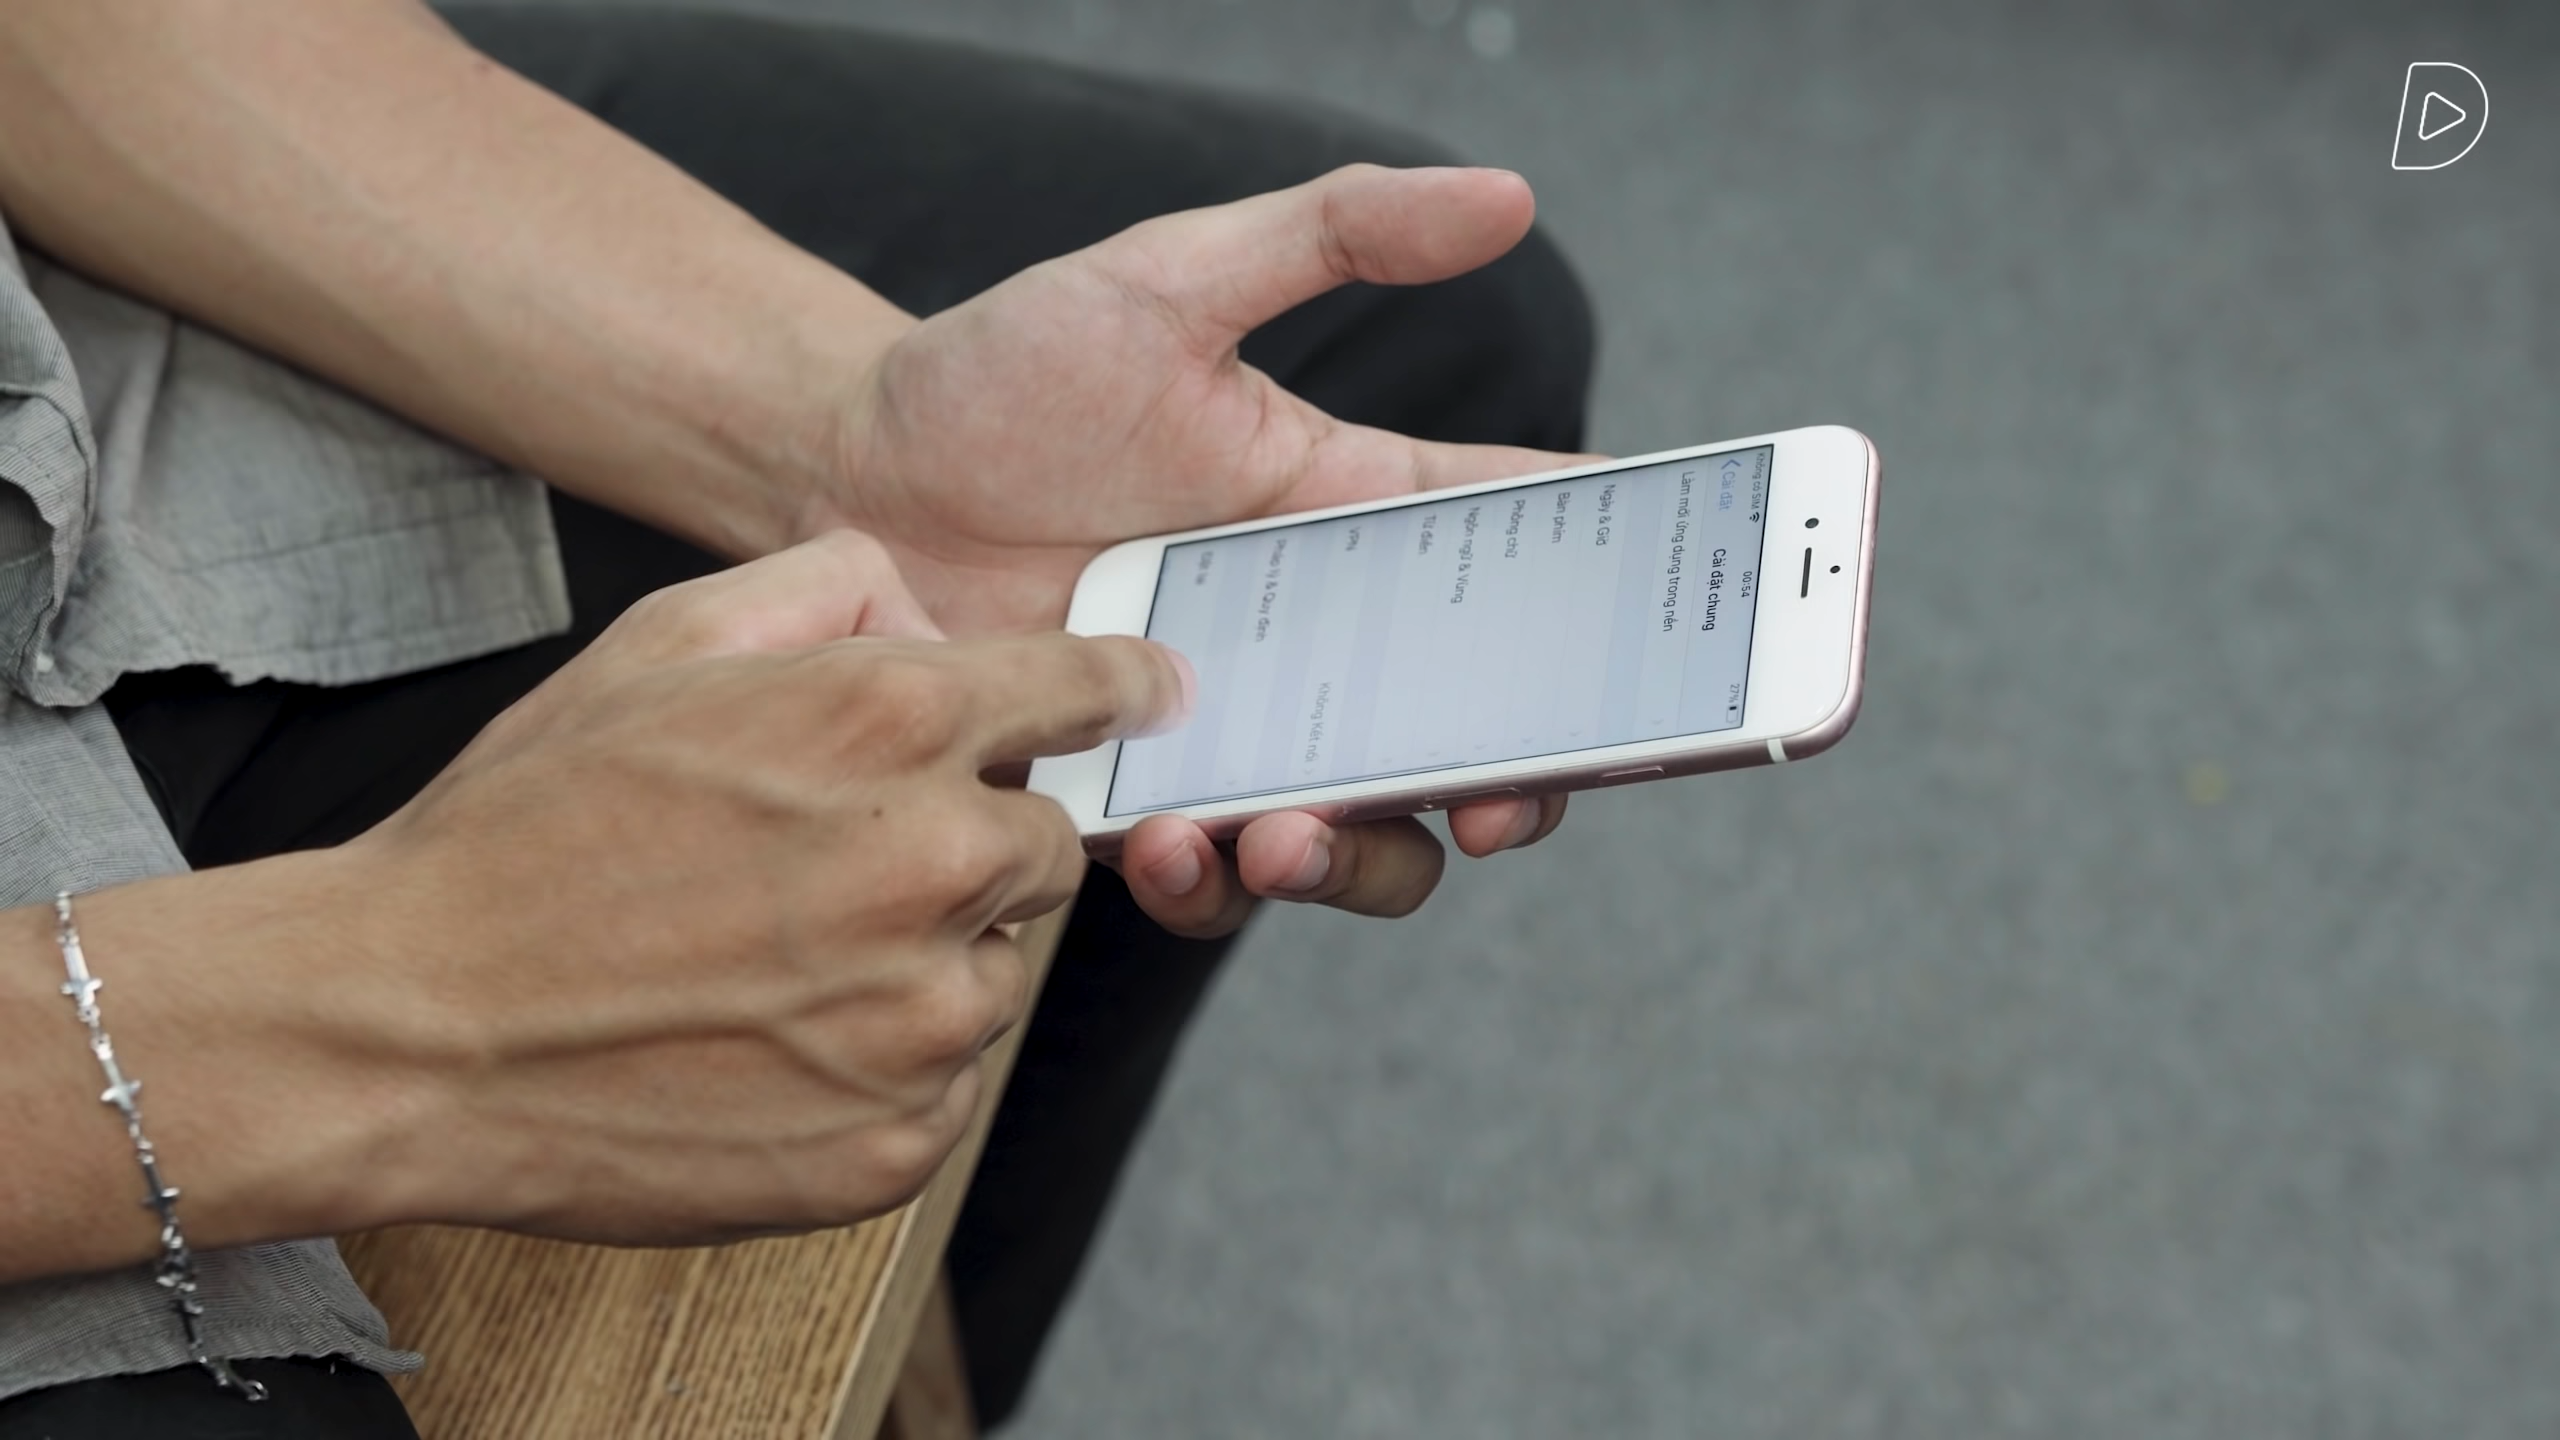 Không có SIM 00:54 27%
Cài đặt Cài đặt chung
Làm mới ứng dụng trong nền
Ngày & Giờ
Bàn phím
Phông chữ
Ngôn ngữ & Vùng
Từ điển
VPN Không Kết nối
Pháp lý & Quy định
Đặt lại